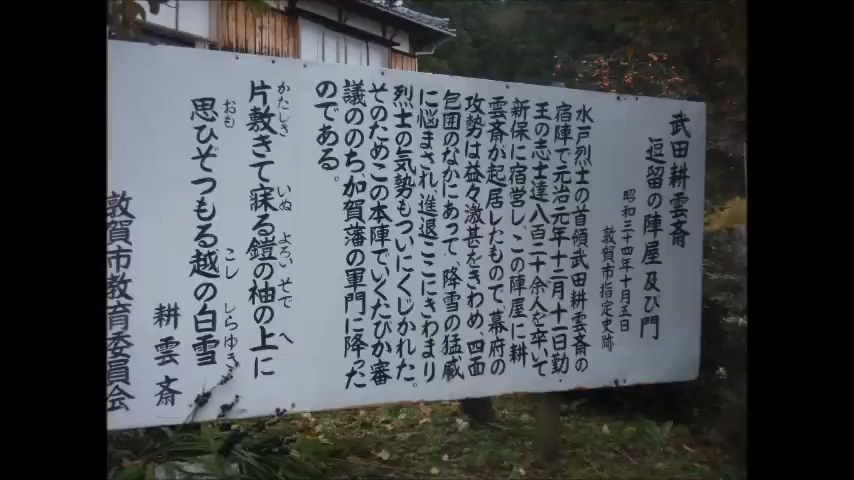 武田耕雲斎
逗留の陣屋及び門
昭和三十四年十月五日
敦賀市指定史跡
水戸烈士の首領武田耕雲斎の
宿陣で元治元年十二月十一日勤
王の志士達八百二十余人を率いて
新保に宿営し、この陣屋に耕
雲斎が起居したもので、幕府の
攻勢は益々激甚をきわめ、四面
包囲のなかにあって、降雪の猛威
に悩まされ進退ここにきわまり
烈士の気勢もついにくじかれた。
そのためこの本陣でいくたびか審
議ののち加賀藩の軍門に降った
のである。
片敷きて寐る鎧の袖の上に
かたしき いぬ よろい そで へ
思ひぞつもる越の白雪
おも こし しらゆき
耕雲斎
敦賀市教育委員会